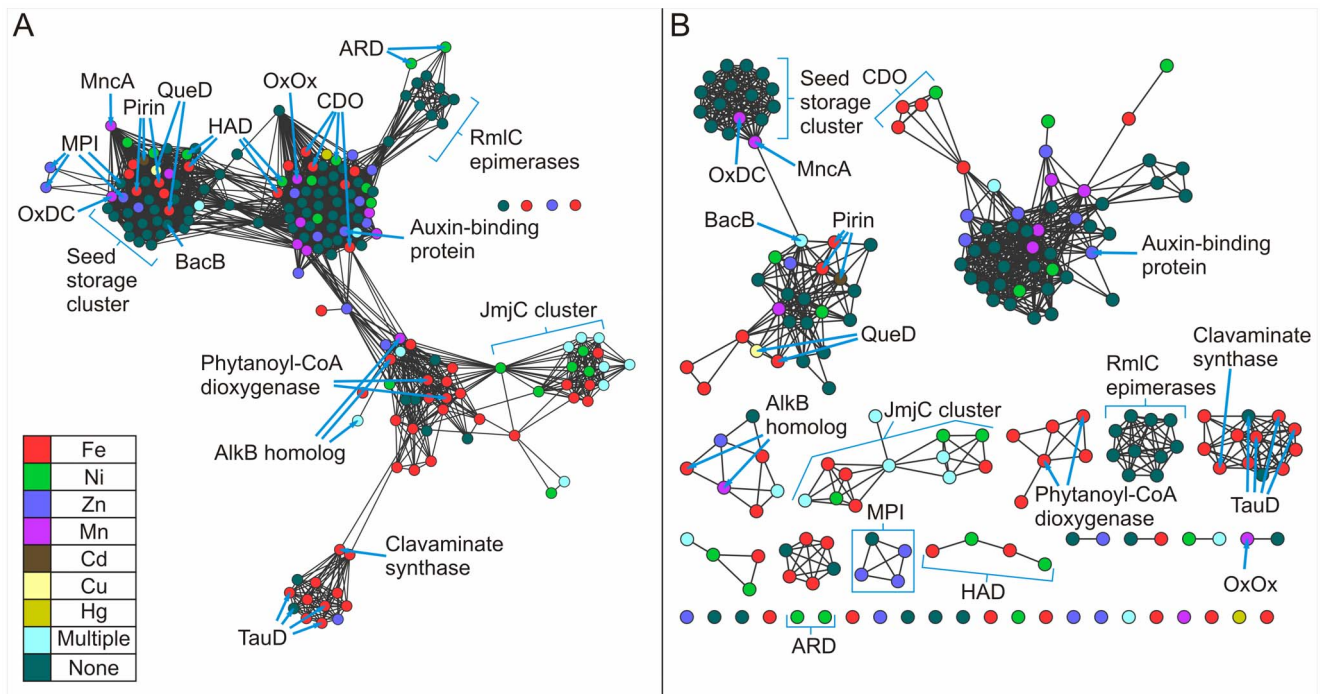 A
ARD
MncA
QueD
Pirin
OxOx
CDO
MPI
HAD
RmlC
epimerases
OxDC
Auxin-binding
protein
Seed
storage
cluster
BacB
JmjC cluster
Phytanoyl-CoA
dioxygenase
AlkB homolog
Clavaminate
synthase
TauD
Fe
Ni
Zn
Mn
Cd
Cu
Hg
Multiple
None
B
CDO
Seed
storage
cluster
OxDC
MncA
BacB
Pirin
Auxin-binding
protein
QueD
Clavaminate
synthase
RmlC
epimerases
AlkB
homolog
JmjC cluster
Phytanoyl-CoA
dioxygenase
TauD
MPI
HAD
OxOx
ARD